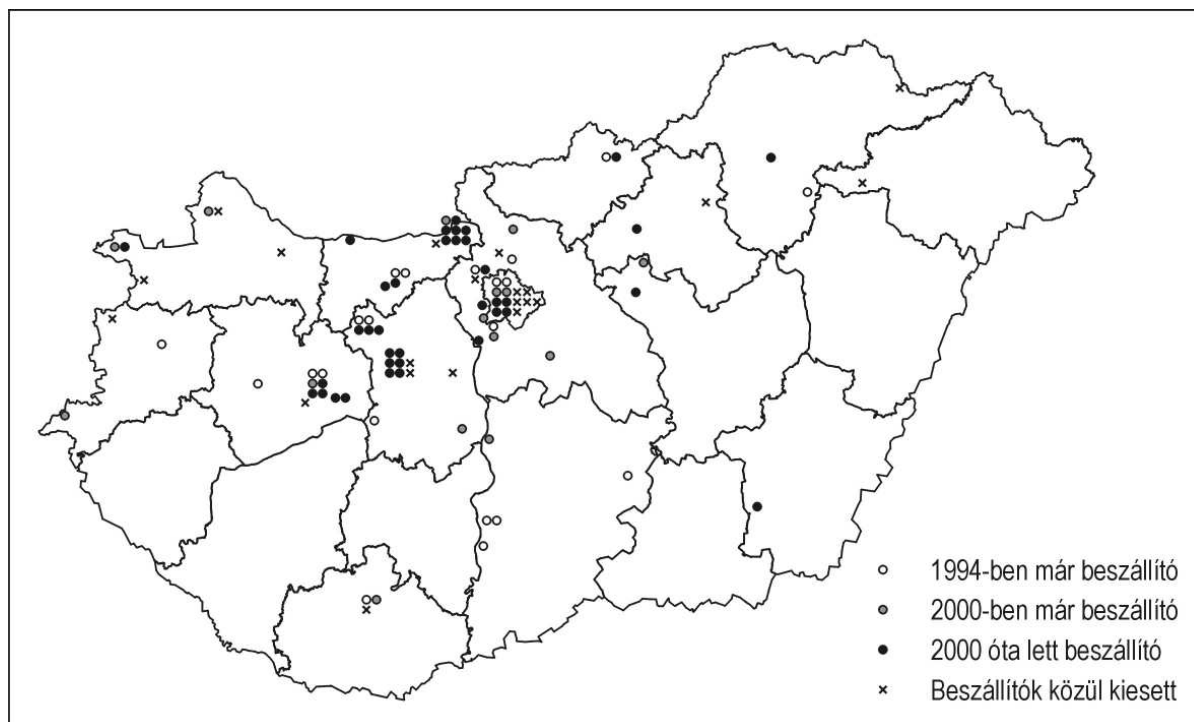 1994-ben már beszállító
2000-ben már beszállító
2000 óta lett beszállító
Beszállítók közül kiesett